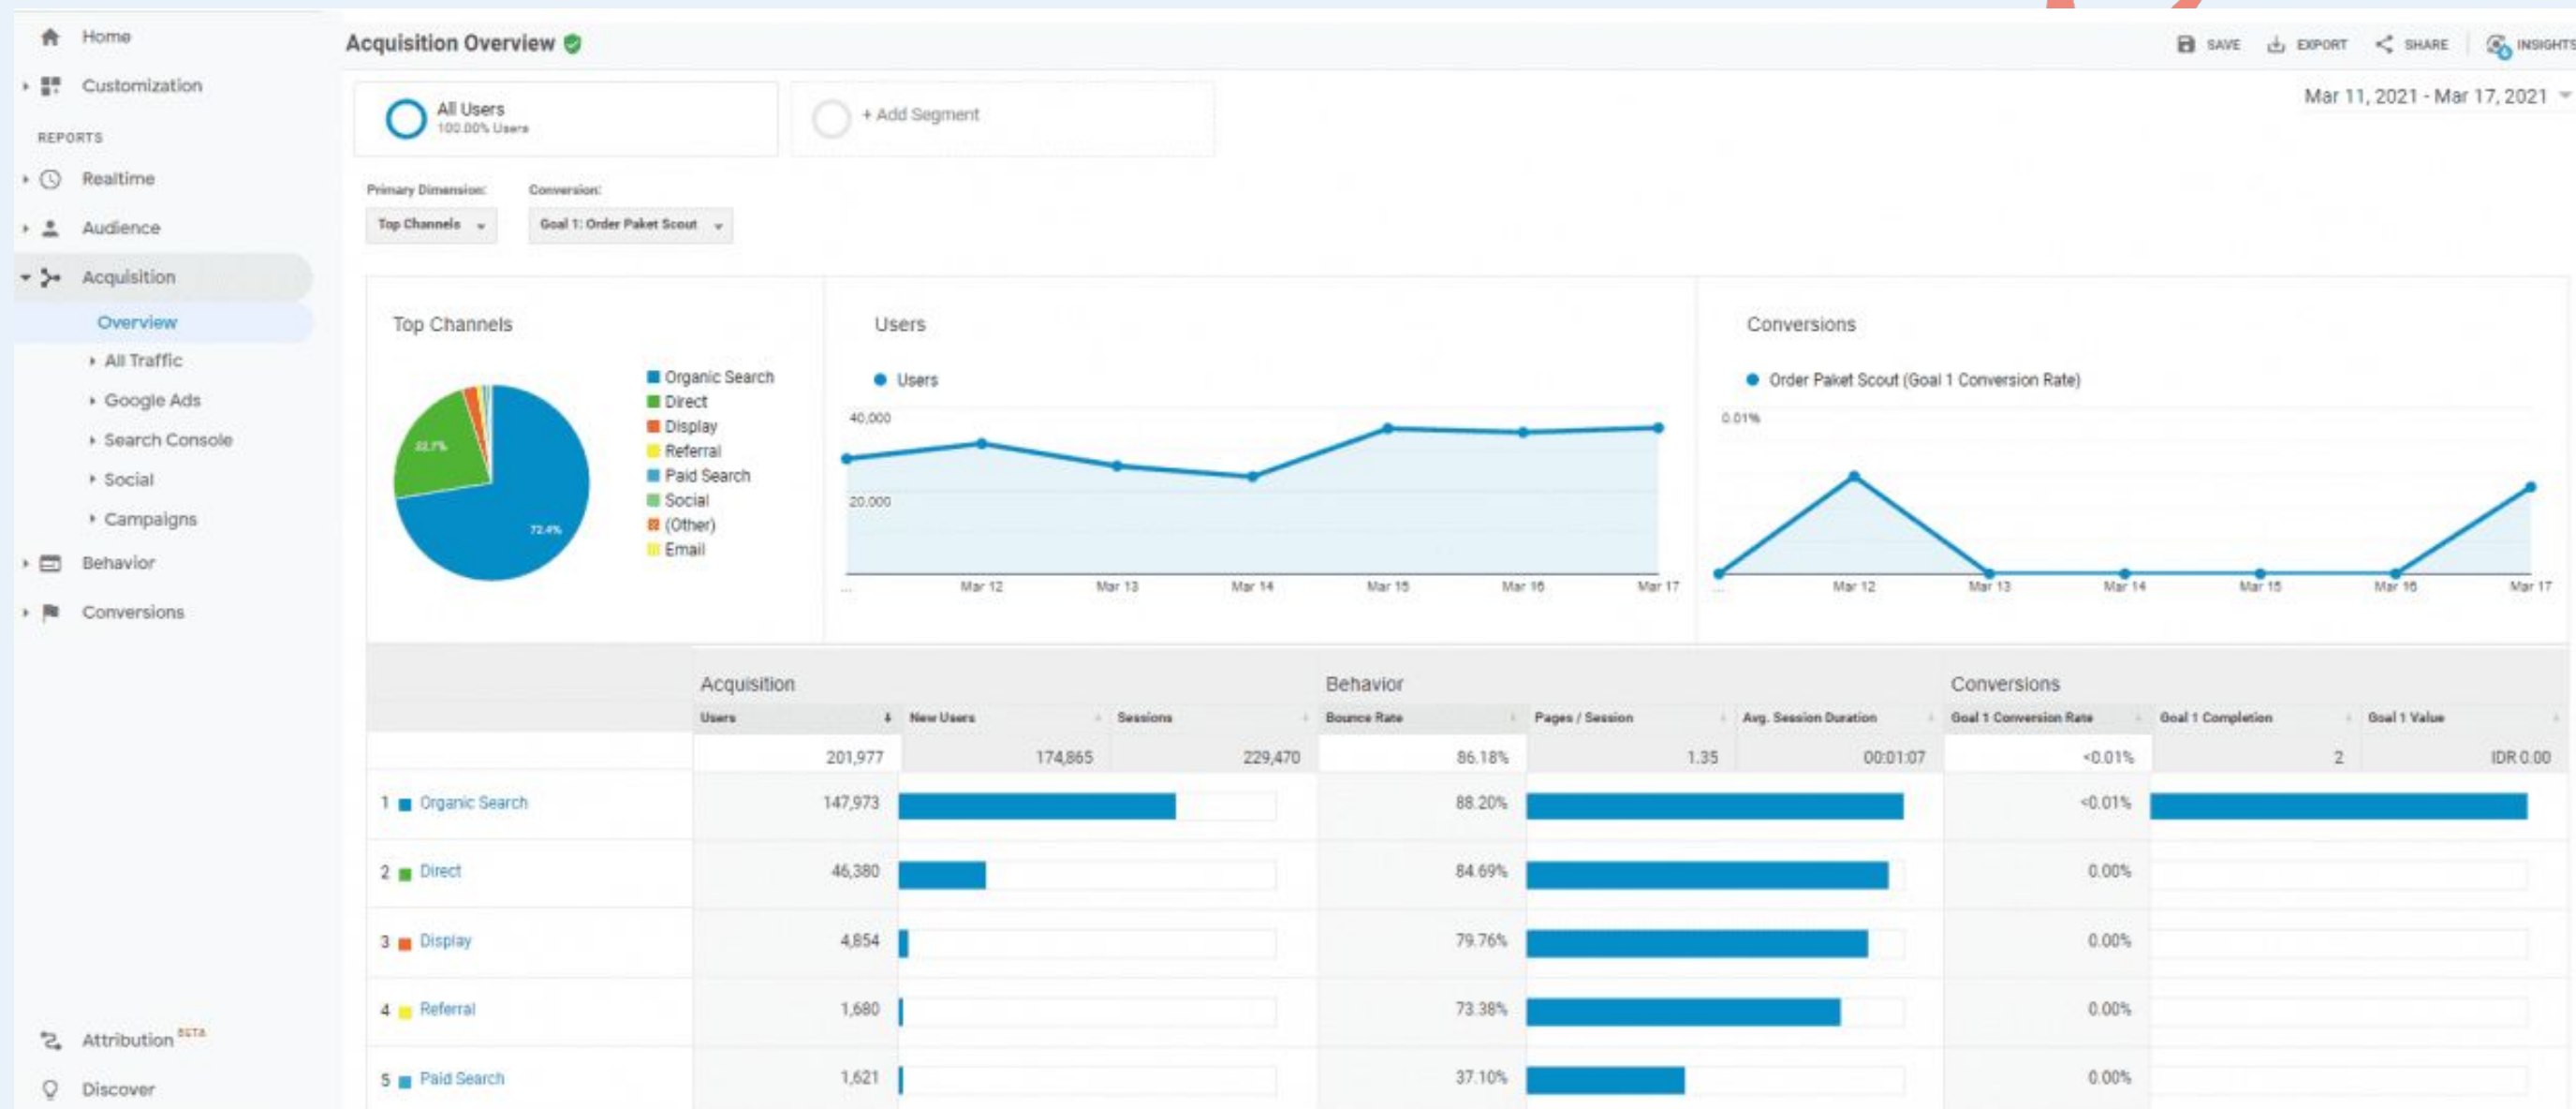 Home
Customization
REPORTS
Realtime
Audience
Acquisition
Overview
All Traffic
Google Ads
Search Console
Social
Campaigns
Behavior
Conversions
Attribution BETA
Discover
Acquisition Overview
SAVE EXPORT SHARE INSIGHTS
All Users
100.00% Users
+ Add Segment
Mar 11, 2021 - Mar 17, 2021
Primary Dimension: Conversion:
Top Channels Goal 1: Order Paket Scout
Top Channels
Organic Search
Direct
Display
Referral
Paid Search
Social
(Other)
Email
22.7%
72.4%
Users
Users
40,000
20,000
... Mar 12 Mar 13 Mar 14 Mar 15 Mar 16 Mar 17
Conversions
Order Paket Scout (Goal 1 Conversion Rate)
0.01%
... Mar 12 Mar 13 Mar 14 Mar 15 Mar 16 Mar 17
Acquisition Behavior Conversions
Users New Users Sessions Bounce Rate Pages / Session Avg. Session Duration Goal 1 Conversion Rate Goal 1 Completion Goal 1 Value
201,977 174,865 229,470 86.18% 1.35 00:01:07 <0.01% 2 IDR 0.00
1 Organic Search 147,973 88.20% <0.01%
2 Direct 46,380 84.69% 0.00%
3 Display 4,854 79.76% 0.00%
4 Referral 1,680 73.38% 0.00%
5 Paid Search 1,621 37.10% 0.00%